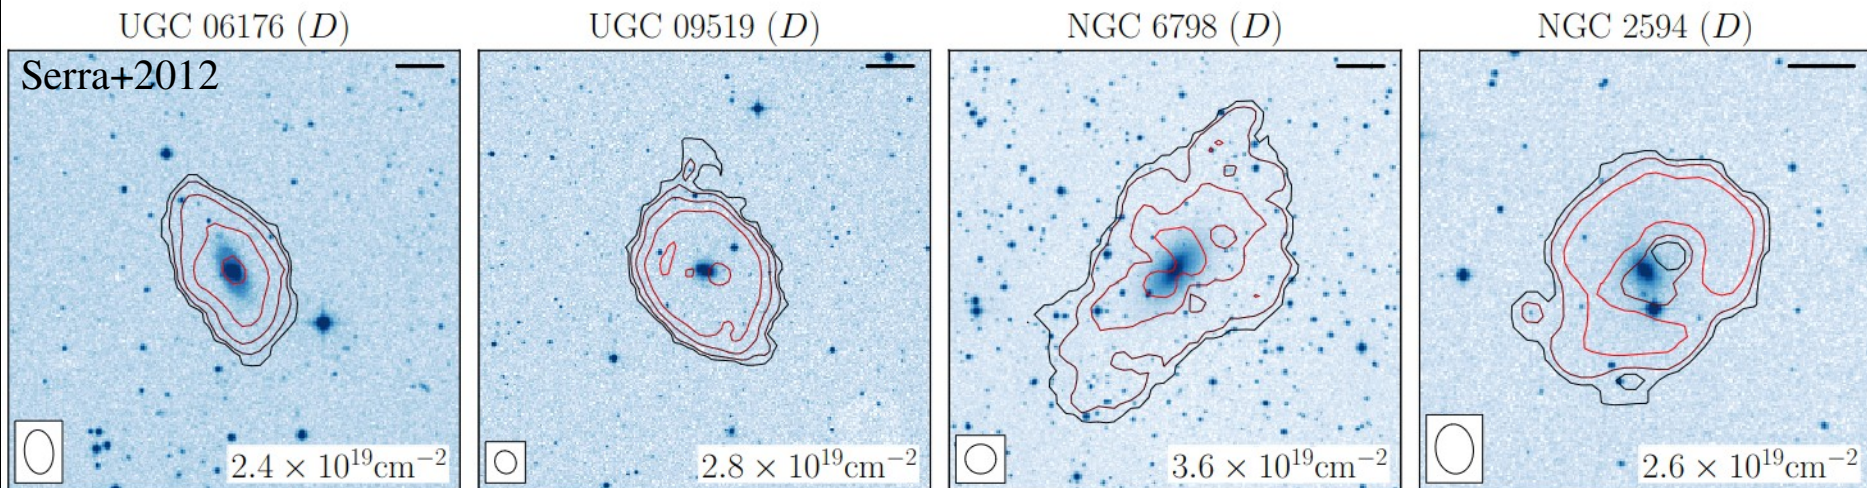 UGC 06176 (D)
UGC 09519 (D)
NGC 6798 (D)
NGC 2594 (D)
Serra+2012
2.4 × 10¹⁹cm⁻²
2.8 × 10¹⁹cm⁻²
3.6 × 10¹⁹cm⁻²
2.6 × 10¹⁹cm⁻²